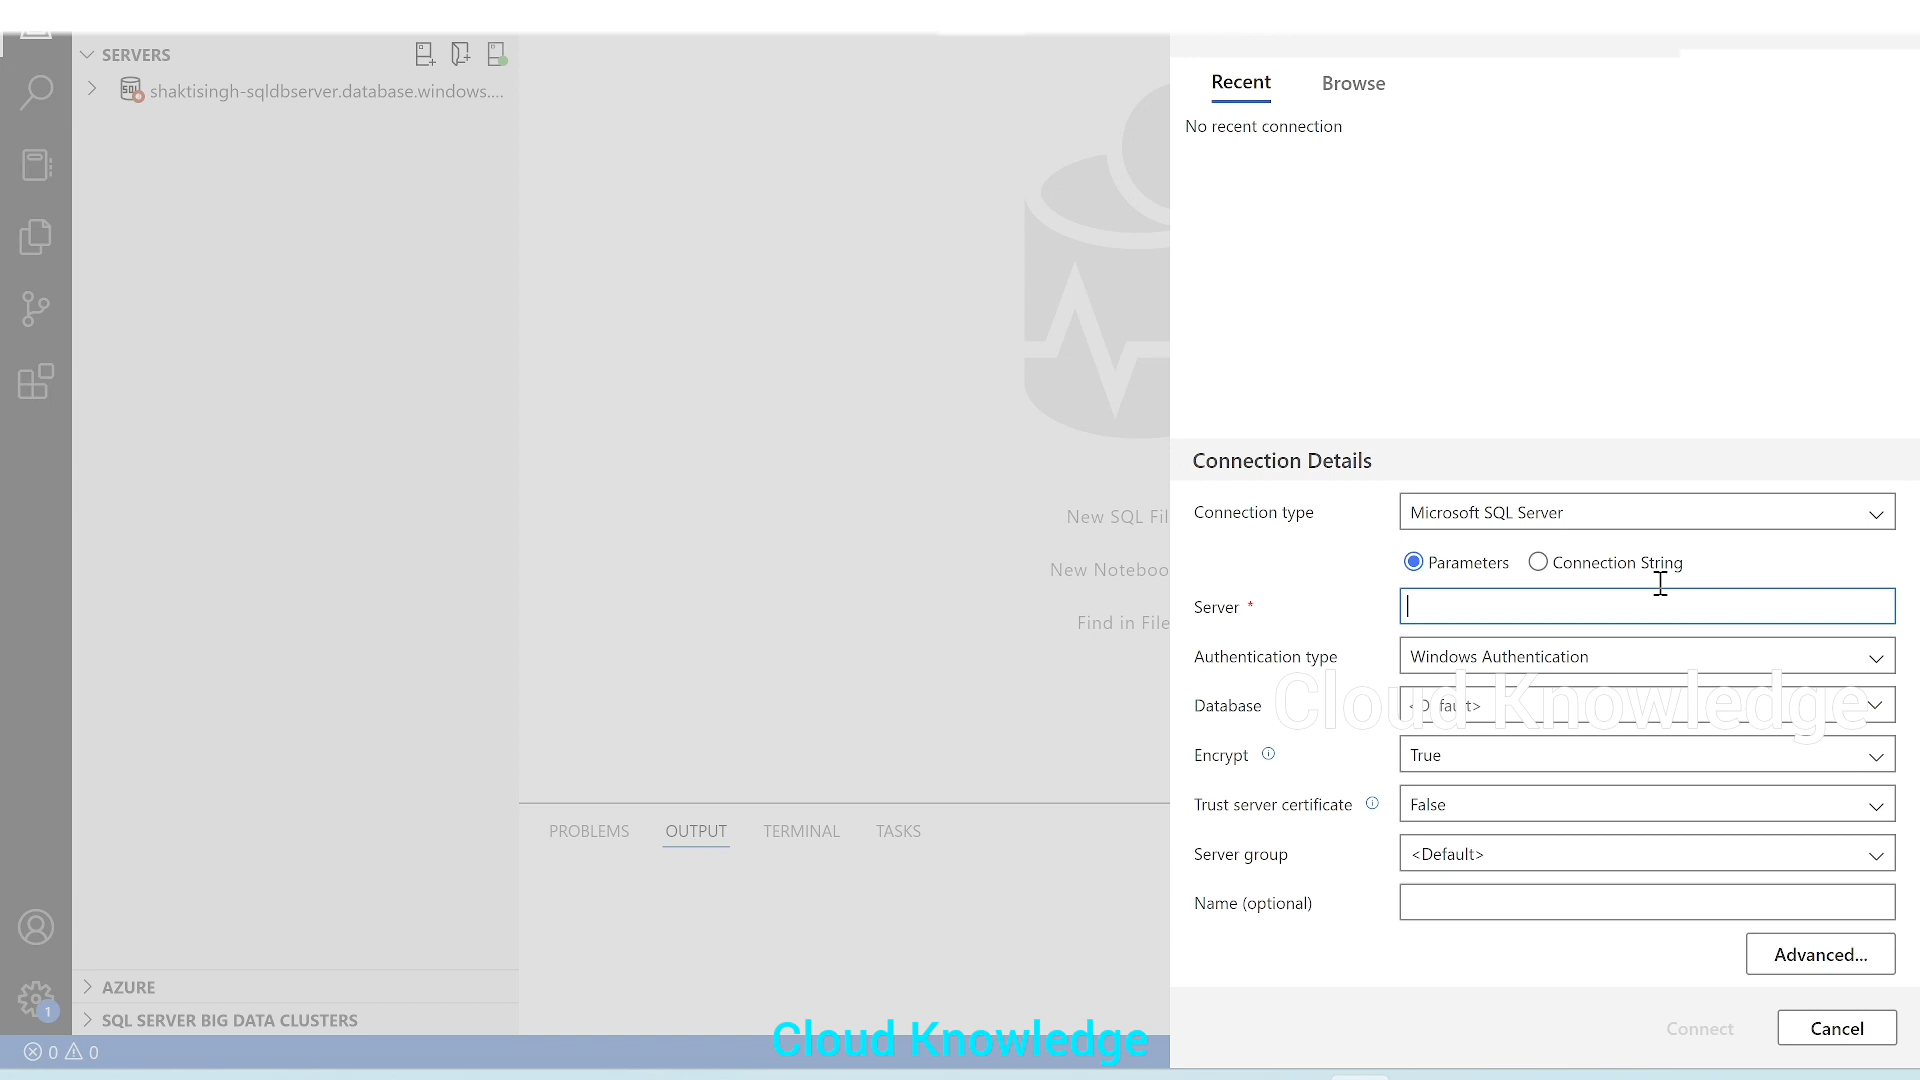 SERVERS
SQL
shaktisingh-sqldbserver.database.windows....
New SQL Fil
New Noteboo
Find in File
PROBLEMS OUTPUT TERMINAL TASKS
AZURE
SQL SERVER BIG DATA CLUSTERS
1
0 0
Recent Browse
No recent connection
Connection Details
Connection type Microsoft SQL Server
Parameters Connection String
Server *
Authentication type Windows Authentication
Database <Default>
Encrypt True
Trust server certificate False
Server group <Default>
Name (optional)
Advanced...
Connect Cancel
Cloud Knowledge
Cloud Knowledge